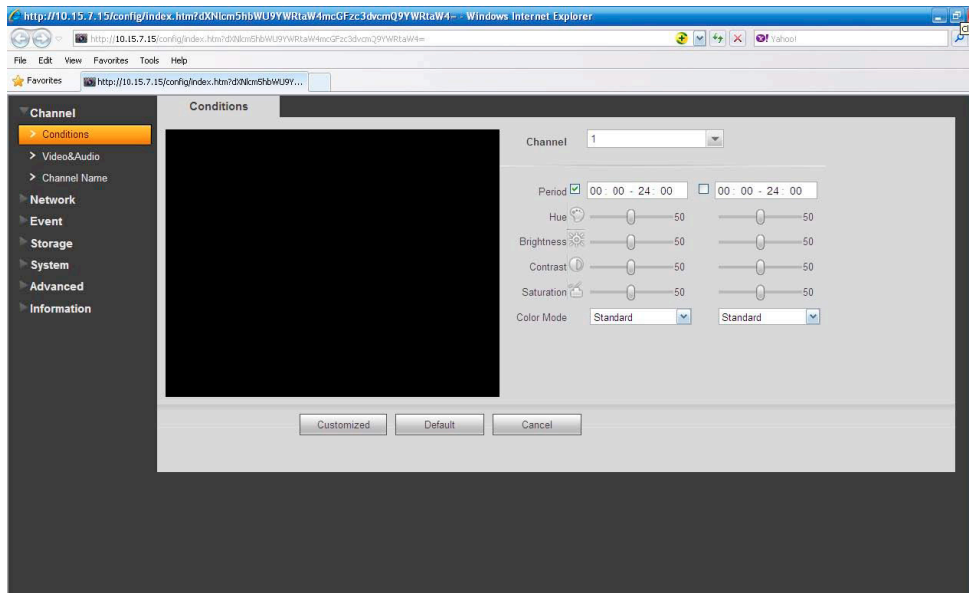 http://10.15.7.15/config/index.htm?dXNlcm5hbWU9YWRtaW4mcGFzc3dvcmQ9YWRtaW4= - Windows Internet Explorer
http://10.15.7.15/config/index.htm?dXNlcm5hbWU9YWRtaW4mcGFzc3dvcmQ9YWRtaW4=
Yahoo!
File Edit View Favorites Tools Help
Favorites
http://10.15.7.15/config/index.htm?dXNlcm5hbWU9Y...
Channel
Conditions
Video&Audio
Channel Name
Network
Event
Storage
System
Advanced
Information
Conditions
Channel 1
Period 00 : 00 - 24 : 00 00 : 00 - 24 : 00
Hue 50 50
Brightness 50 50
Contrast 50 50
Saturation 50 50
Color Mode Standard Standard
Customized Default Cancel